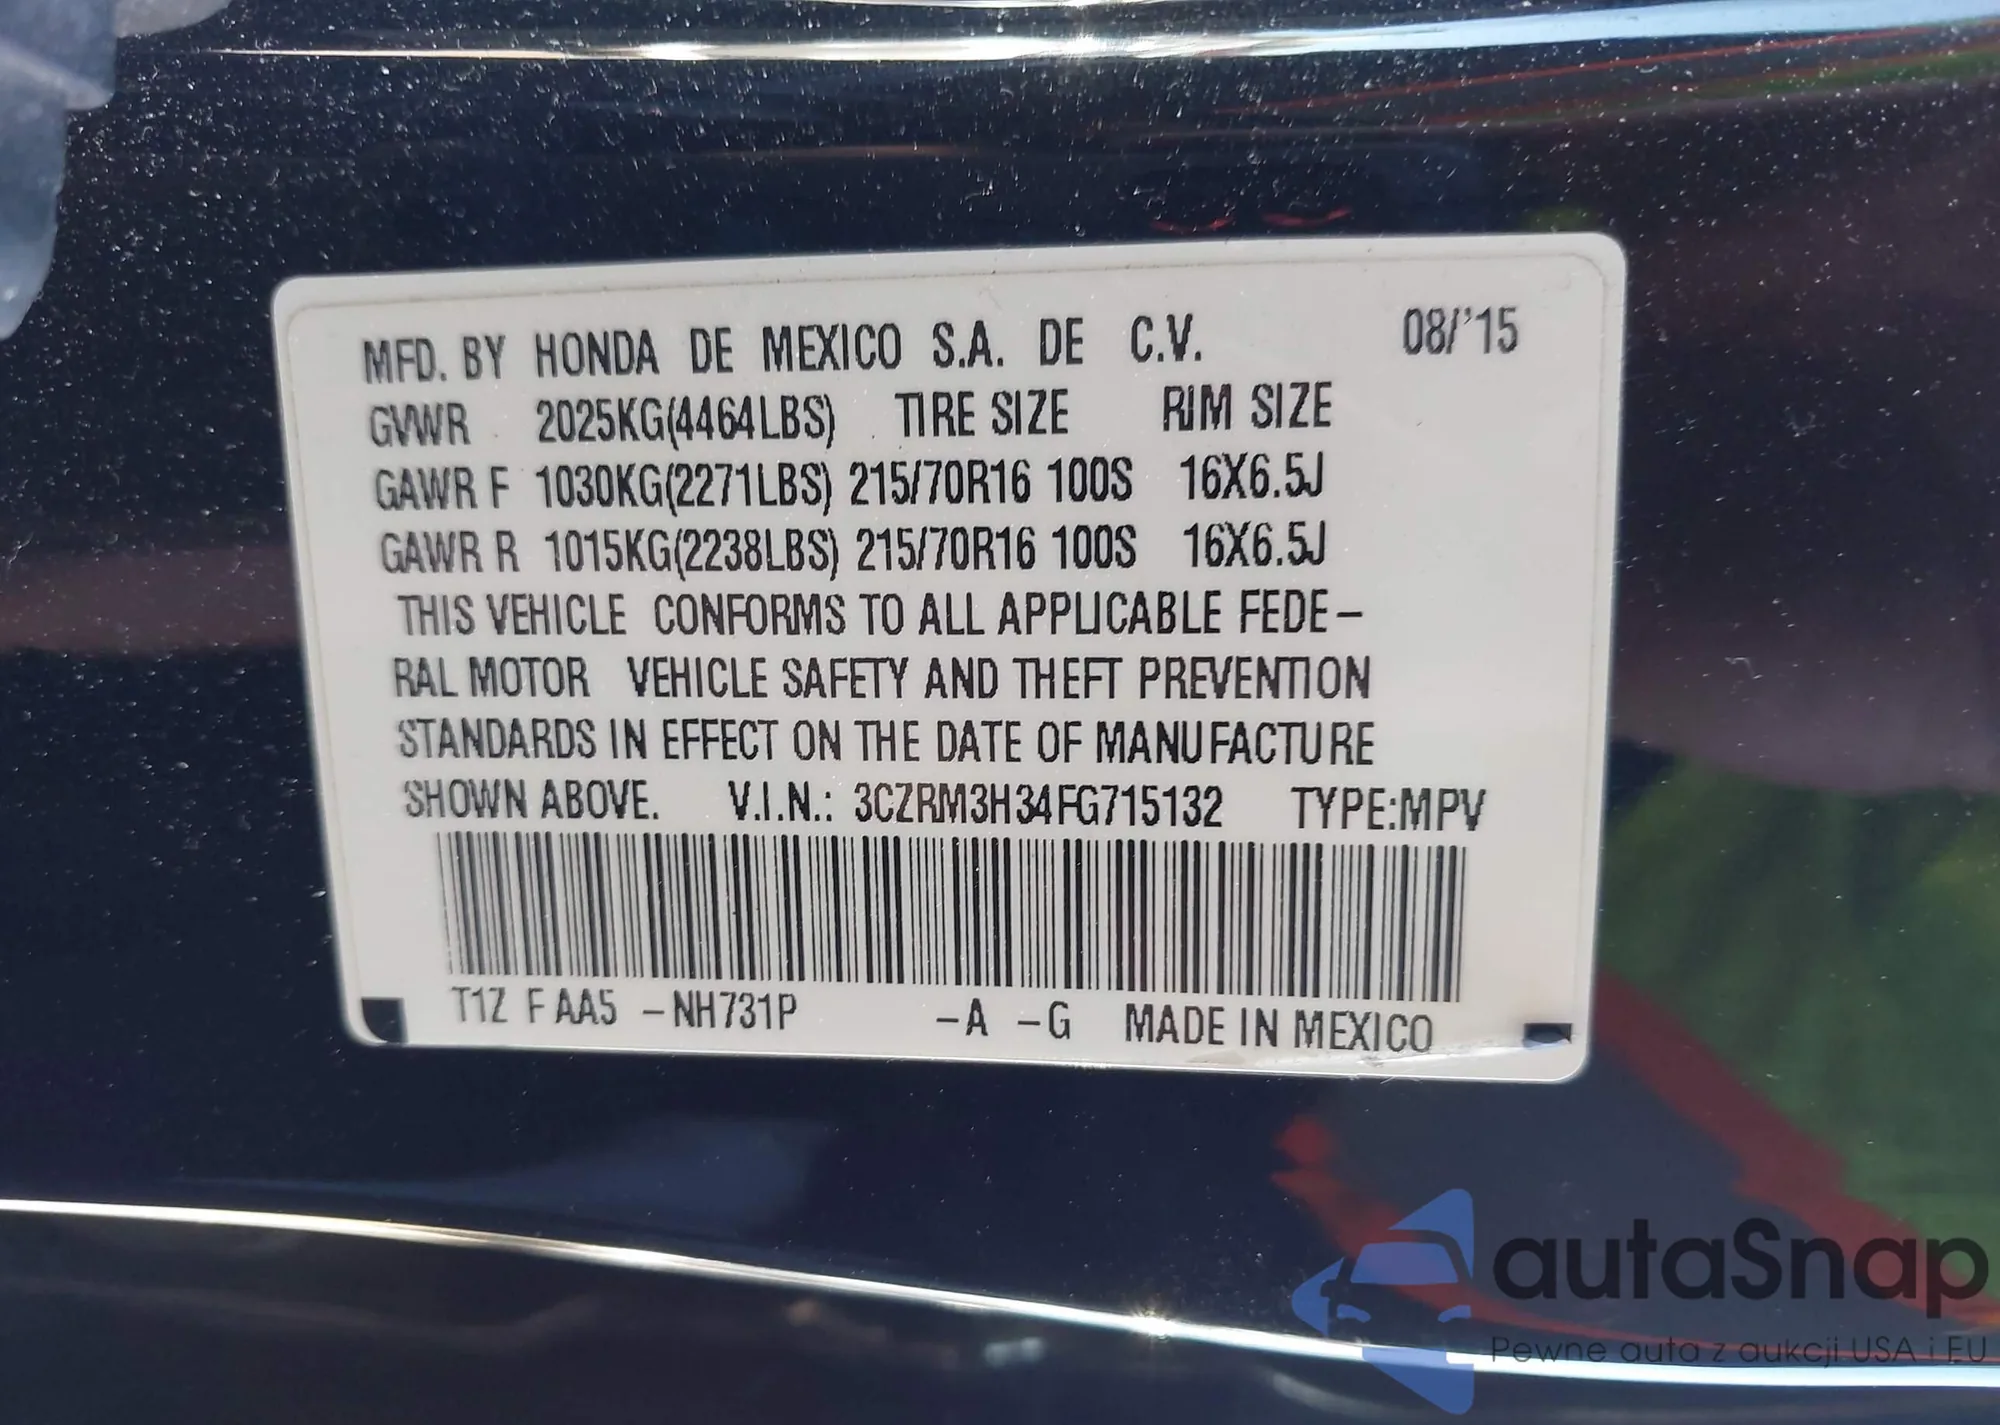 MFD. BY HONDA DE MEXICO S.A. DE C.V. 08/'15
GVWR 2025KG(4464LBS) TIRE SIZE RIM SIZE
GAWR F 1030KG(2271LBS) 215/70R16 100S 16X6.5J
GAWR R 1015KG(2238LBS) 215/70R16 100S 16X6.5J
THIS VEHICLE CONFORMS TO ALL APPLICABLE FEDE-
RAL MOTOR VEHICLE SAFETY AND THEFT PREVENTION
STANDARDS IN EFFECT ON THE DATE OF MANUFACTURE
SHOWN ABOVE. V.I.N.: 3CZRM3H34FG715132 TYPE:MPV
T1Z F AA5 -NH731P -A -G MADE IN MEXICO
autaSnap
Pewne auta z aukcji USA i EU